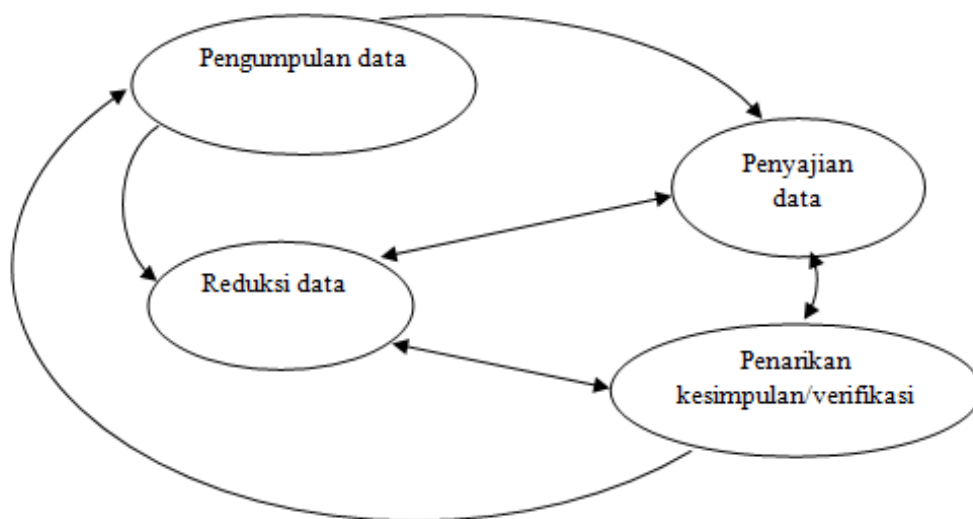 Pengumpulan data
Penyajian
data
Reduksi data
Penarikan
kesimpulan/verifikasi